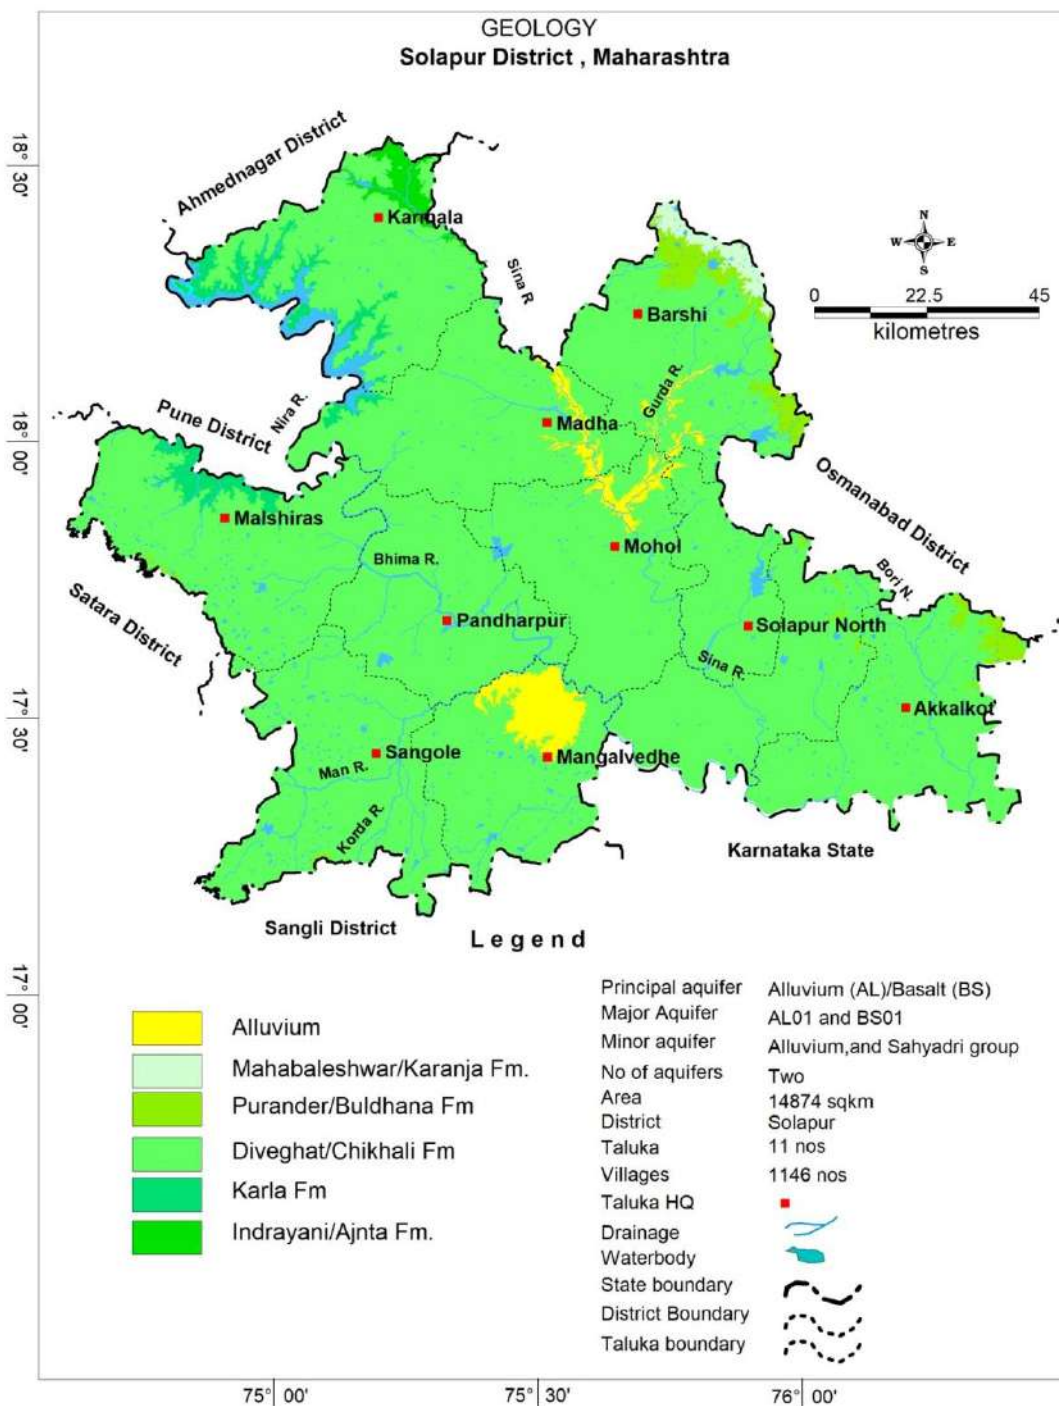 GEOLOGY
Solapur District , Maharashtra
18° 30'
18° 00'
17° 30'
17° 00'
Ahmednagar District
Karmala
Sina R
N
W E
S
0 22.5 45
kilometres
Barshi
Gurda R.
Nira R.
Pune District
Madha
Malshiras
Osmanabad District
Mohol
Bhima R.
Bori N.
Satara District
Pandharpur
Solapur North
Sina R.
Akkalkot
Sangole
Mangalvedhe
Man R.
Korda R.
Karnataka State
Sangli District
Legend
Alluvium
Mahabaleshwar/Karanja Fm.
Purander/Buldhana Fm
Diveghat/Chikhali Fm
Karla Fm
Indrayani/Ajnta Fm.
Principal aquifer Alluvium (AL)/Basalt (BS)
Major Aquifer AL01 and BS01
Minor aquifer Alluvium,and Sahyadri group
No of aquifers Two
Area 14874 sqkm
District Solapur
Taluka 11 nos
Villages 1146 nos
Taluka HQ
Drainage
Waterbody
State boundary
District Boundary
Taluka boundary
75° 00' 75° 30' 76° 00'